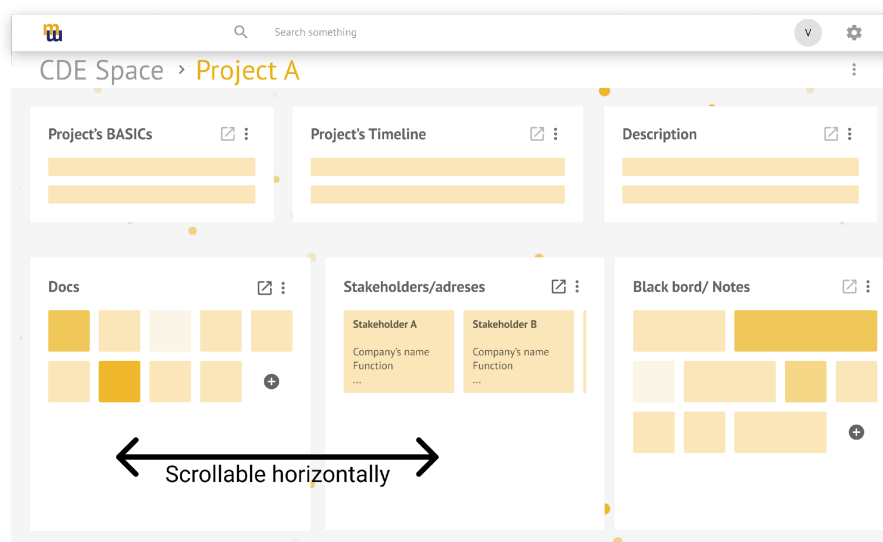 mw
Search something
V
CDE Space > Project A
Project's BASICs
Project's Timeline
Description
Docs
Stakeholders/adreses
Black bord/ Notes
Stakeholder A
Company's name
Function
...
Stakeholder B
Company's name
Function
...
Scrollable horizontally